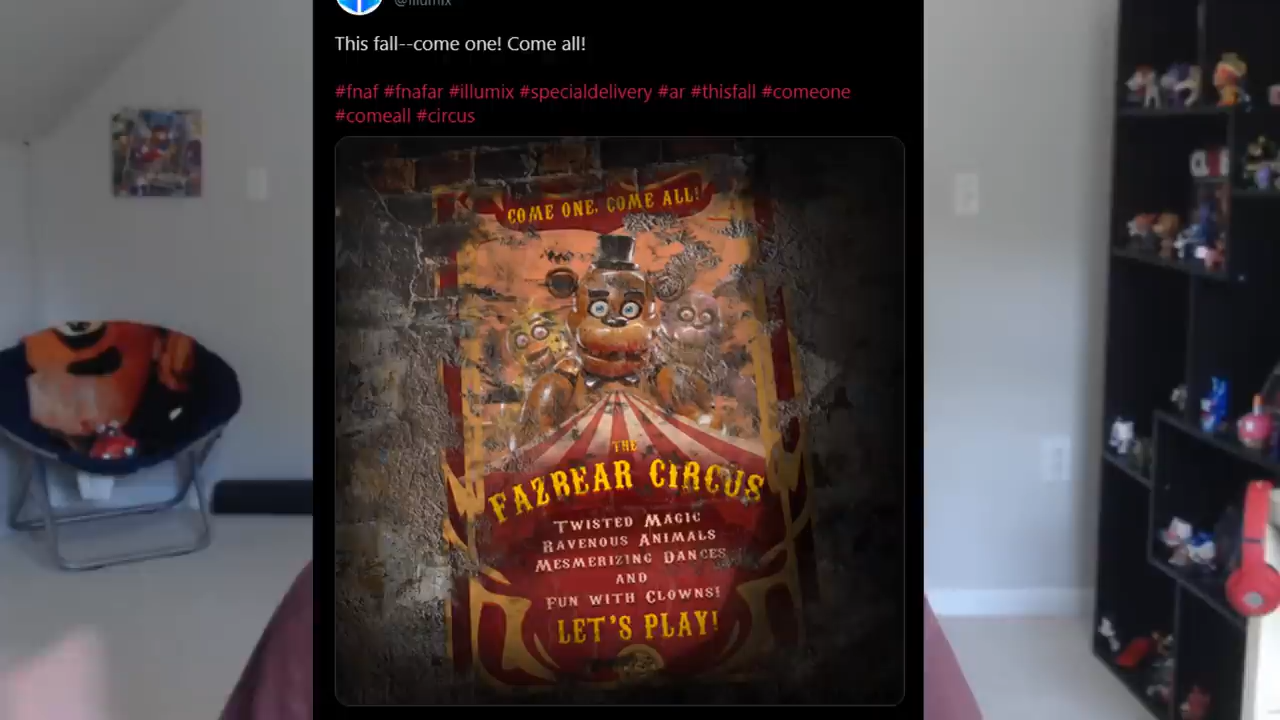 @illumix
This fall--come one! Come all!
#fnaf #fnafar #illumix #specialdelivery #ar #thisfall #comeone
#comeall #circus
COME ONE, COME ALL!
THE
FAZBEAR CIRCUS
TWISTED MAGIC
RAVENOUS ANIMALS
MESMERIZING DANCES
AND
FUN WITH CLOWNS!
LET'S PLAY!